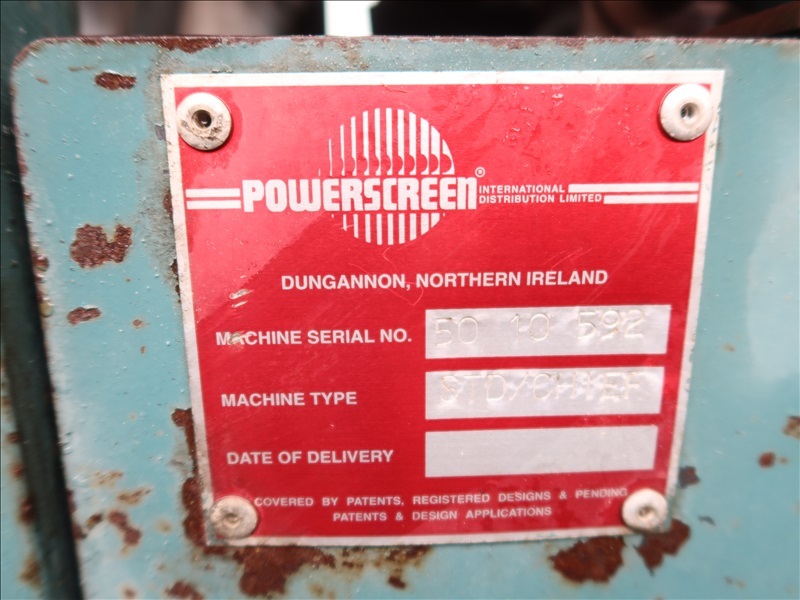 POWERSCREEN® INTERNATIONAL
DISTRIBUTION LIMITED
DUNGANNON, NORTHERN IRELAND
MACHINE SERIAL NO. 50 10 592
MACHINE TYPE
DATE OF DELIVERY
COVERED BY PATENTS, REGISTERED DESIGNS & PENDING
PATENTS & DESIGN APPLICATIONS